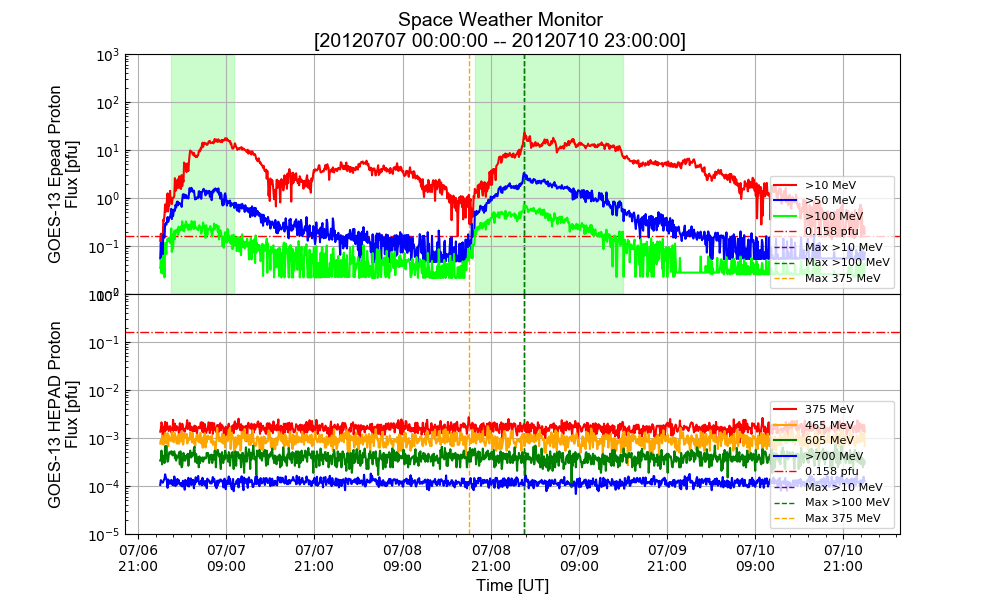 Space Weather Monitor
[20120707 00:00:00 -- 20120710 23:00:00]
GOES-13 Epead Proton
Flux [pfu]
10³
10²
10¹
10⁰
10⁻¹
10⁻²
>10 MeV
>50 MeV
>100 MeV
0.158 pfu
Max >10 MeV
Max >100 MeV
Max 375 MeV
GOES-13 HEPAD Proton
Flux [pfu]
10⁰
10⁻¹
10⁻²
10⁻³
10⁻⁴
10⁻⁵
375 MeV
465 MeV
605 MeV
>700 MeV
0.158 pfu
Max >10 MeV
Max >100 MeV
Max 375 MeV
07/06 07/07 07/07 07/08 07/08 07/09 07/09 07/10 07/10
21:00 09:00 21:00 09:00 21:00 09:00 21:00 09:00 21:00
Time [UT]